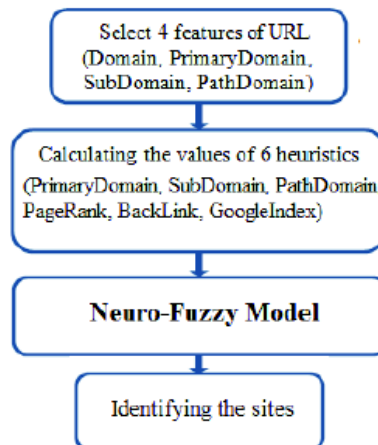 Select 4 features of URL
(Domain, PrimaryDomain,
SubDomain, PathDomain)
Calculating the values of 6 heuristics
(PrimaryDomain, SubDomain, PathDomain
PageRank, BackLink, GoogleIndex)
Neuro-Fuzzy Model
Identifying the sites